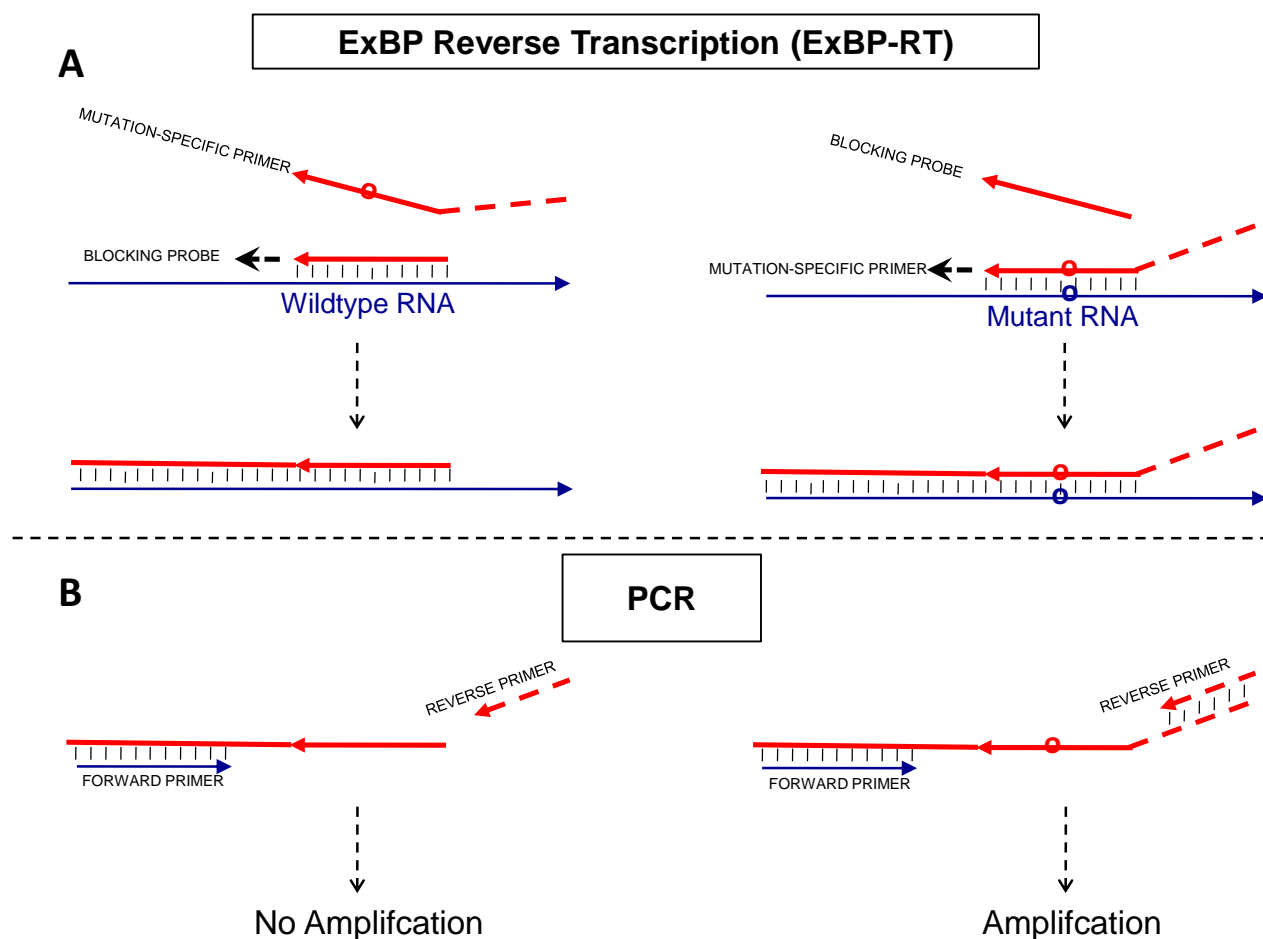 ExBP Reverse Transcription (ExBP-RT)
A
MUTATION-SPECIFIC PRIMER
BLOCKING PROBE
BLOCKING PROBE
MUTATION-SPECIFIC PRIMER
Wildtype RNA
Mutant RNA
B
PCR
REVERSE PRIMER
REVERSE PRIMER
FORWARD PRIMER
FORWARD PRIMER
No Amplifcation
Amplifcation